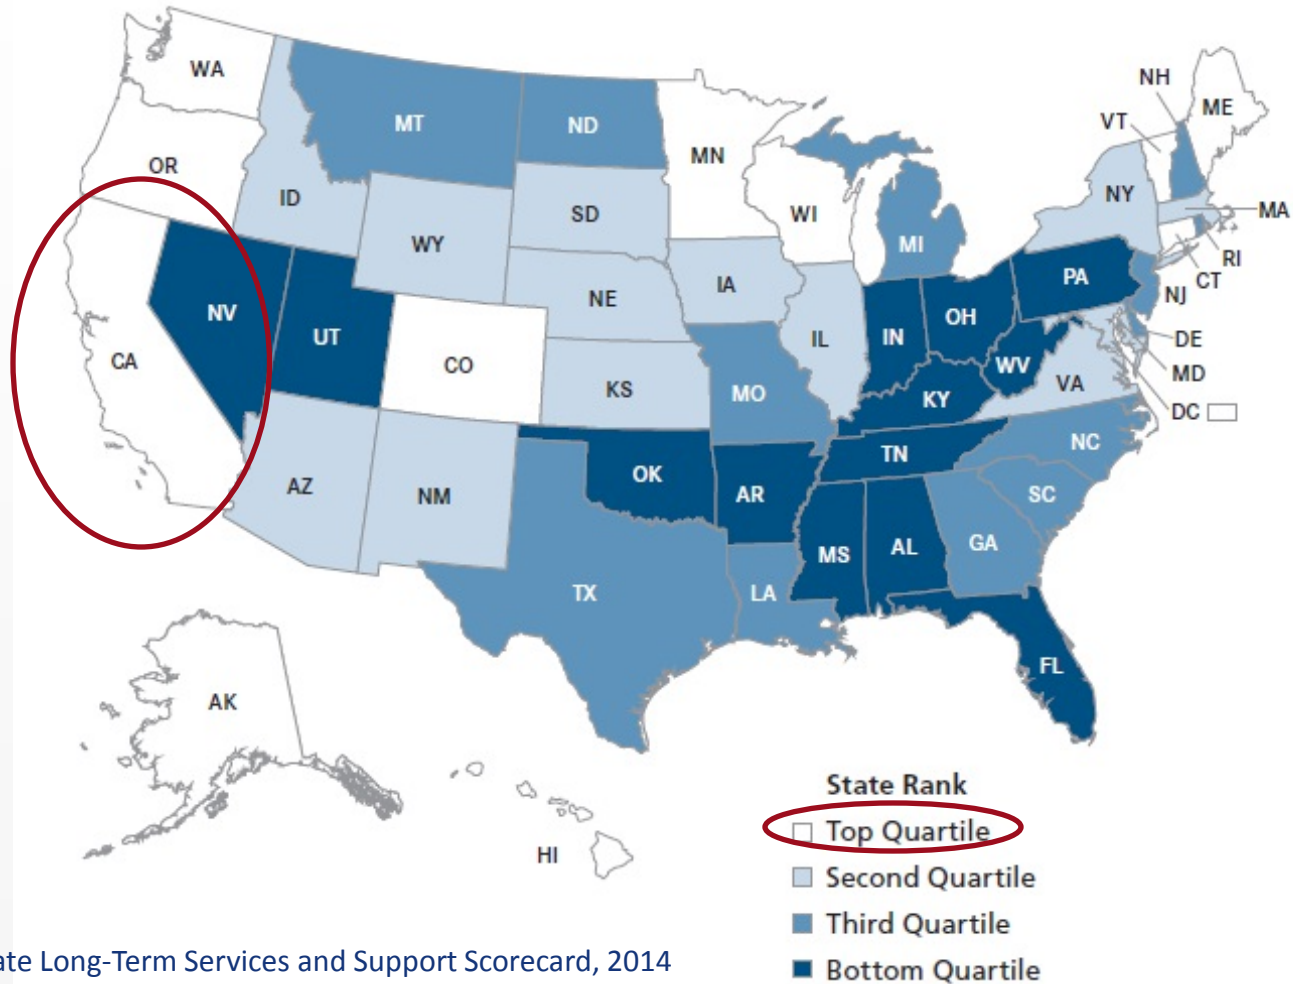 WA
MT
ND
MN
NH
ME
VT
OR
ID
SD
WI
NY
MA
WY
MI
RI
CT
NV
NE
IA
PA
NJ
UT
CO
IL
IN
OH
DE
CA
KS
MO
WV
MD
KY
VA
DC
NC
AZ
NM
OK
AR
TN
SC
MS
AL
GA
TX
LA
FL
AK
HI
State Rank
Top Quartile
Second Quartile
Third Quartile
Bottom Quartile
ate Long-Term Services and Support Scorecard, 2014